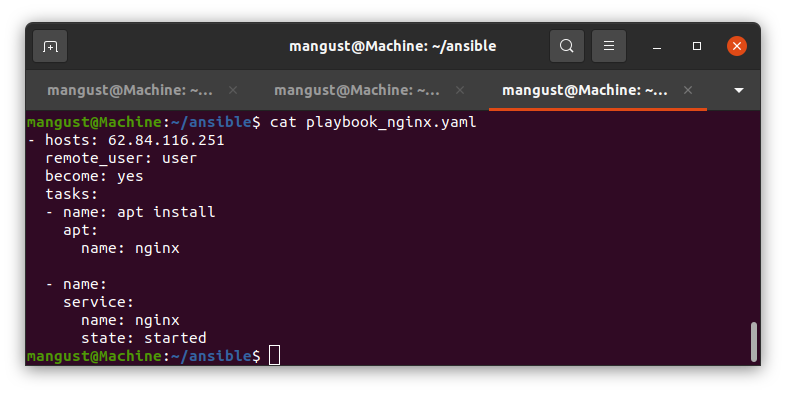 mangust@Machine: ~/ansible
mangust@Machine: ~...
mangust@Machine: ~...
mangust@Machine: ~...
mangust@Machine:~/ansible$ cat playbook_nginx.yaml
- hosts: 62.84.116.251
  remote_user: user
  become: yes
  tasks:
  - name: apt install
    apt:
      name: nginx

  - name:
    service:
      name: nginx
      state: started
mangust@Machine:~/ansible$